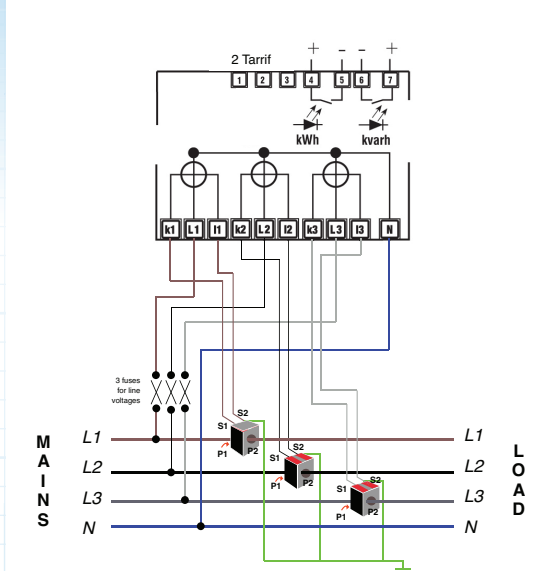 2 Tarrif
+ – – +
1 2 3 4 5 6 7
kWh kvarh
k1 L1 l1 k2 L2 l2 k3 L3 l3 N
3 fuses
for line
voltages
MAINS
L1
L2
L3
N
S1 S2
P1 P2
S1 S2
P1 P2
S1 S2
P1 P2
L1
L2
L3
N
LOAD